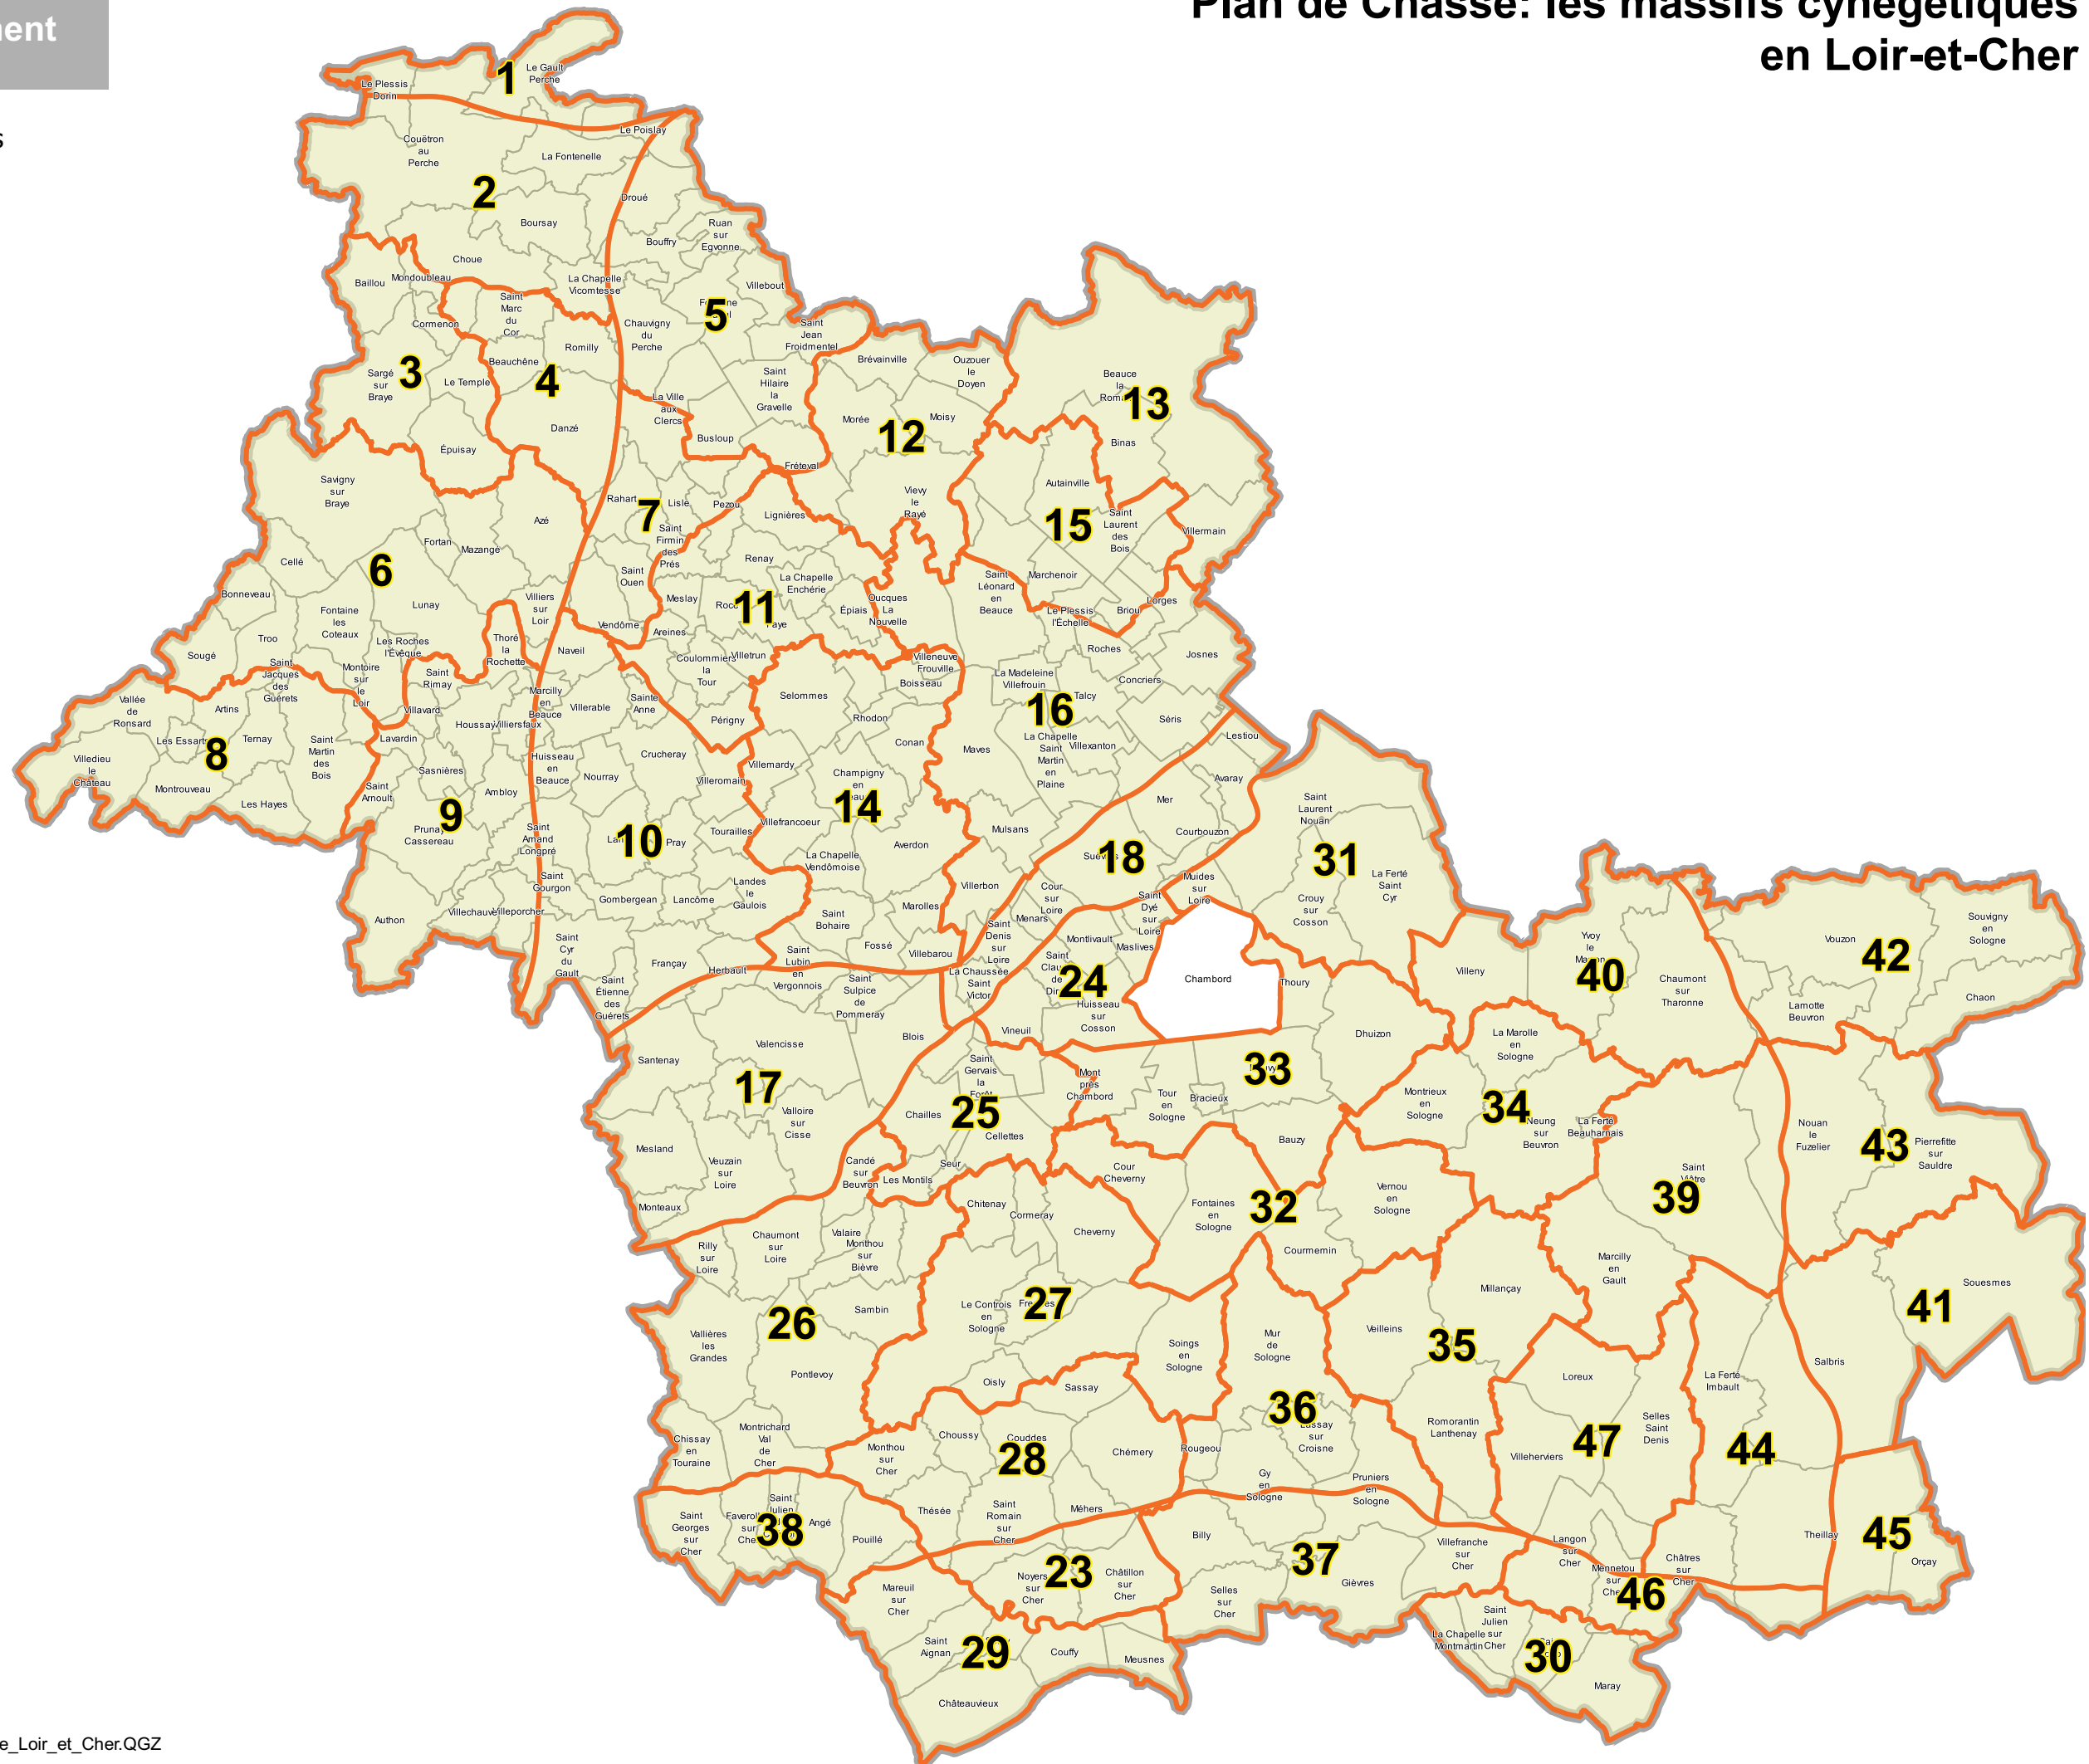 Plan de Chasse: les massifs cynégétiques
en Loir-et-Cher
1
Le Gault
Perche
Le Plessis
Dorin
Le Poislay
Couëtron
au
Perche
La Fontenelle
2
Droué
Boursay
Ruan
sur
Egvonne
Bouffry
Choue
Baillou
Mondoubleau
La Chapelle
Vicomtesse
Villebout
5
Saint
Marc
du
Cor
Cormenon
Chauvigny
du
Perche
Saint
Jean
Froidmentel
Romilly
Beauchêne
3
Sargé
sur
Braye
Le Temple
4
Saint
Hilaire
la
Gravelle
Brévainville
Ouzouer
le
Doyen
Beauce
la
13
La Ville
aux
Clercs
Danzé
Morée
Moisy
12
Busloup
Binas
Épuisay
Fréteval
Savigny
sur
Braye
Autainville
Vievy
le
Rayé
Rahart
Lisle
Pezou
7
Lignières
Azé
15
Saint
Laurent
des
Bois
Villermain
Saint
Firmin
des
Prés
Fortan
Mazangé
Cellé
6
Renay
Saint
Ouen
La Chapelle
Enchérie
Saint
Léonard
en
Beauce
Marchenoir
Bonneveau
Lunay
Villiers
sur
Loir
Meslay
11
Épiais
Oucques
La
Nouvelle
Le Plessis
l'Échelle
Briou
Lorges
Fontaine
les
Coteaux
Vendôme
Areines
Troo
Les Roches
l'Évêque
Thoré
la
Rochette
Naveil
Sougé
Coulommiers
la
Tour
Villetrun
Villeneuve
Frouville
Roches
Josnes
Saint
Jacques
des
Guérets
Montoire
sur
le
Loir
Saint
Rimay
Boisseau
La Madeleine
Villefrouin
Concriers
Vallée
de
Ronsard
Artins
Villavard
Marcilly
en
Beauce
Villerable
Sainte
Anne
Selommes
Talcy
16
Périgny
Rhodon
Séris
Houssay
Villiersfaux
Les Essarts
8
Ternay
Saint
Martin
des
Bois
Lavardin
Conan
Maves
La Chapelle
Saint
Martin
en
Plaine
Villexanton
Lestiou
Villedieu
le
Château
Sasnières
Huisseau
en
Beauce
Crucheray
Nourray
Villeromain
Villemardy
Champigny
en
14
Avaray
Montrouveau
Les Hayes
Saint
Arnoult
Ambloy
Mer
Saint
Laurent
Nouan
9
Prunay
Cassereau
Saint
Amand
Longpré
10
Pray
Tourailles
Villefrancoeur
Mulsans
Courbouzon
Averdon
18
31
La Chapelle
Vendômoise
La Ferté
Saint
Cyr
Saint
Gourgon
Landes
le
Gaulois
Villerbon
Cour
sur
Loire
Muides
sur
Loire
Gombergean
Lancôme
Marolles
Saint
Dyé
sur
Loire
Crouy
sur
Cosson
Authon
Villechauve
Villeporcher
Saint
Bohaire
Menars
Saint
Denis
sur
Loire
Fossé
Villebarou
Montlivault
Maslives
Saint
Cyr
du
Gault
Françay
Herbault
Saint
Lubin
en
Vergonnois
La Chaussée
Saint
Victor
24
Huisseau
sur
Cosson
Chambord
Thoury
Villeny
Yvoy
le
40
Chaumont
sur
Tharonne
Vouzon
42
Souvigny
en
Sologne
Chaon
Lamotte
Beuvron
Saint
Étienne
des
Guérets
Saint
Sulpice
de
Pommeray
Vineuil
Dhuizon
La Marolle
en
Sologne
Blois
Santenay
Valencisse
Saint
Gervais
la
Forêt
33
Mont
près
Chambord
17
Valloire
sur
Cisse
Chailles
25
Cellettes
Tour
en
Sologne
Bracieux
Montrieux
en
Sologne
34
Neung
sur
Beuvron
La Ferté
Beauharnais
Nouan
le
Fuzelier
43
Pierrefitte
sur
Sauldre
Mesland
Bauzy
Veuzain
sur
Loire
Candé
sur
Beuvron
Seur
Les Montils
Cour
Cheverny
Saint
Viâtre
39
Monteaux
Chitenay
Cormeray
Cheverny
Fontaines
en
Sologne
32
Vernou
en
Sologne
Rilly
sur
Loire
Chaumont
sur
Loire
Valaire
Monthou
sur
Bièvre
Courmemin
Marcilly
en
Gault
Millançay
41
Souesmes
26
Sambin
Le Controis
en
Sologne
27
Vallières
les
Grandes
Soings
en
Sologne
Mur
de
Sologne
Veilleins
35
Salbris
Pontlevoy
Oisly
Sassay
Loreux
La Ferté
Imbault
36
Lassay
sur
Croisne
Romorantin
Lanthenay
Selles
Saint
Denis
Chissay
en
Touraine
Montrichard
Val
de
Cher
Monthou
sur
Cher
Choussy
Couddes
28
Chémery
Rougeou
Villeherviers
47
44
Gy
en
Sologne
Pruniers
en
Sologne
Saint
Georges
sur
Cher
38
Angé
Pouillé
Thésée
Saint
Romain
sur
Cher
Méhers
Billy
Villefranche
sur
Cher
Langon
sur
Cher
Theillay
45
Orçay
37
Gièvres
Mennetou
sur
46
Châtres
sur
Cher
Mareuil
sur
Cher
Noyers
sur
Cher
23
Châtillon
sur
Cher
Selles
sur
Cher
Saint
Aignan
29
Couffy
Meusnes
Saint
Julien
sur
Cher
La Chapelle
Montmartin
30
Maray
Châteauvieux
e_Loir_et_Cher.QGZ